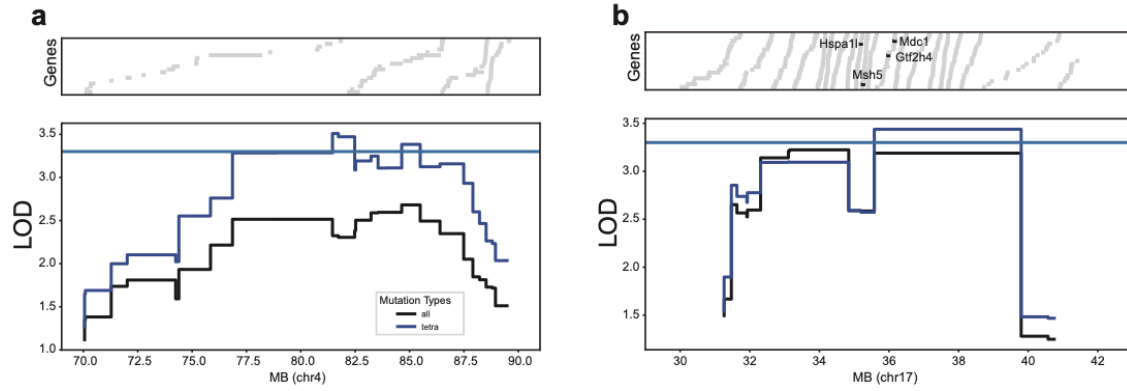 a
Genes
3.5
3.0
2.5
2.0
1.5
1.0
LOD
Mutation Types
all
tetra
70.0 72.5 75.0 77.5 80.0 82.5 85.0 87.5 90.0
MB (chr4)
b
Genes
Hspa1l
Mdc1
Gtf2h4
Msh5
3.5
3.0
2.5
2.0
1.5
LOD
30 32 34 36 38 40 42
MB (chr17)